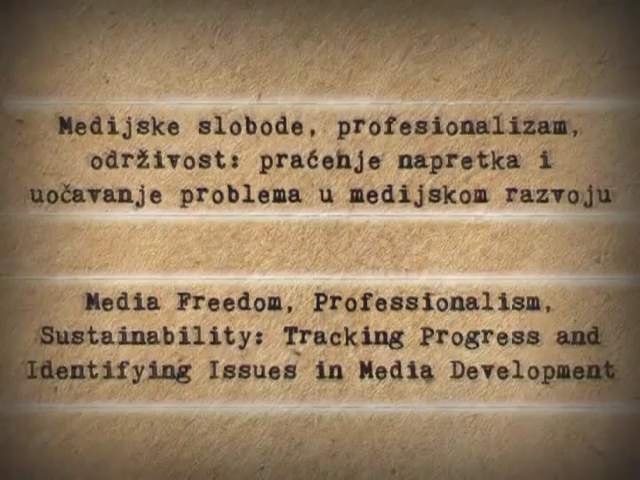 Medijske slobode, profesionalizam,
održivost: praćenje napretka i
uočavanje problema u medijskom razvoju
Media Freedom, Professionalism,
Sustainability: Tracking Progress and
Identifying Issues in Media Development